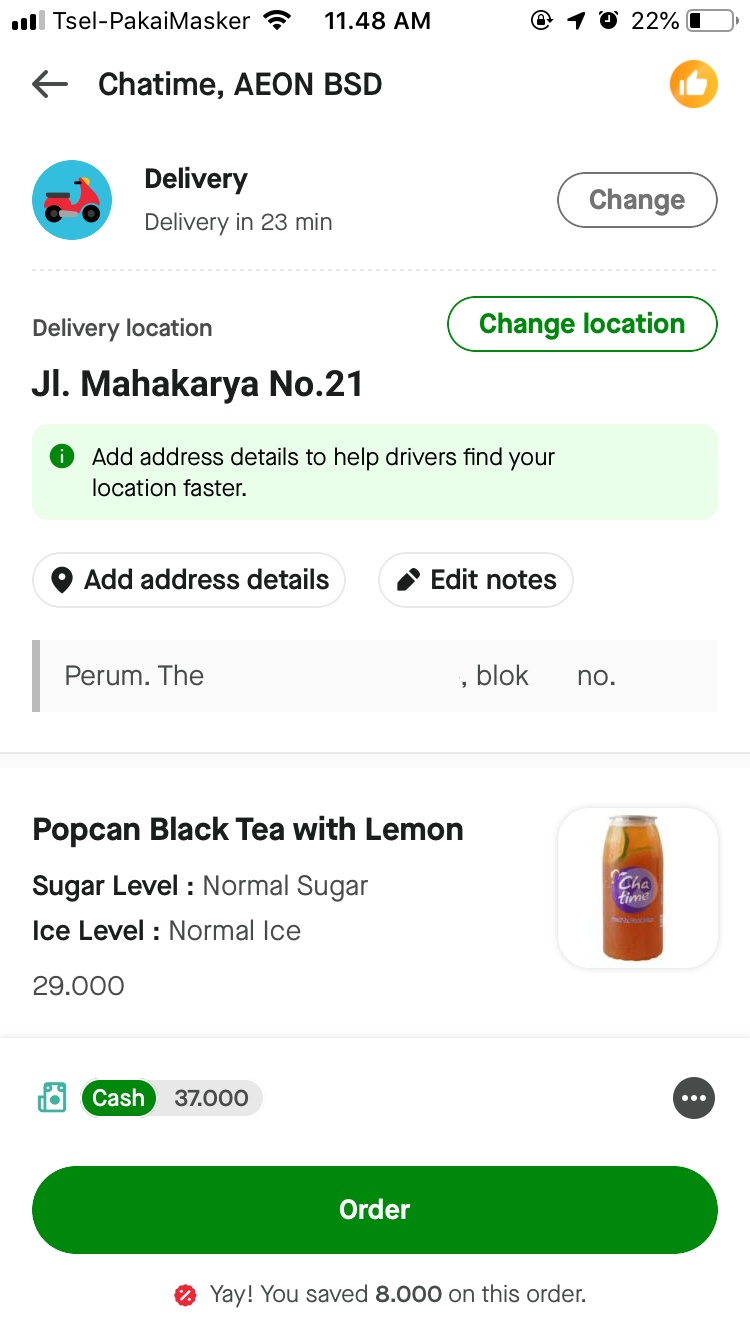 Tsel-PakaiMasker 11.48 AM 22%
Chatime, AEON BSD
Delivery
Delivery in 23 min
Change
Delivery location
Change location
Jl. Mahakarya No.21
Add address details to help drivers find your
location faster.
Add address details
Edit notes
Perum. The , blok no.
Popcan Black Tea with Lemon
Sugar Level : Normal Sugar
Ice Level : Normal Ice
29.000
Cha
time
Cash 37.000
Order
Yay! You saved 8.000 on this order.